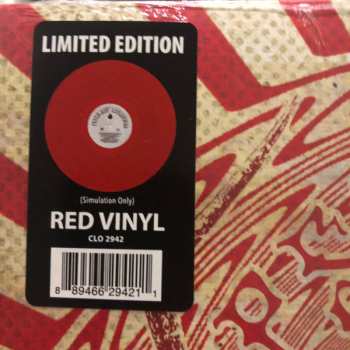 LIMITED EDITION
(Simulation Only)
RED VINYL
CLO 2942
8 89466 29421 1